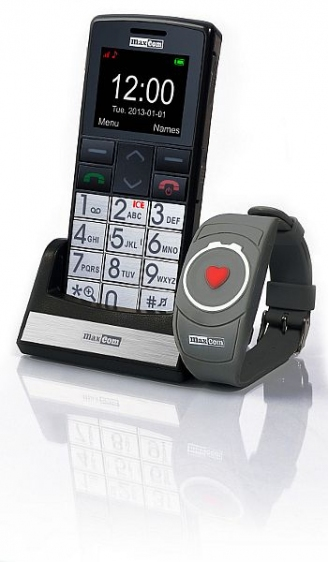 maxcom
12:00
Tue. 2013-01-01
Menu Names
1 2 ABC ICE 3 DEF
4 GHI 5 JKL 6 MNO
7 PQRS 8 TUV 9 WXYZ
* 0 #
maxcom
maxcom